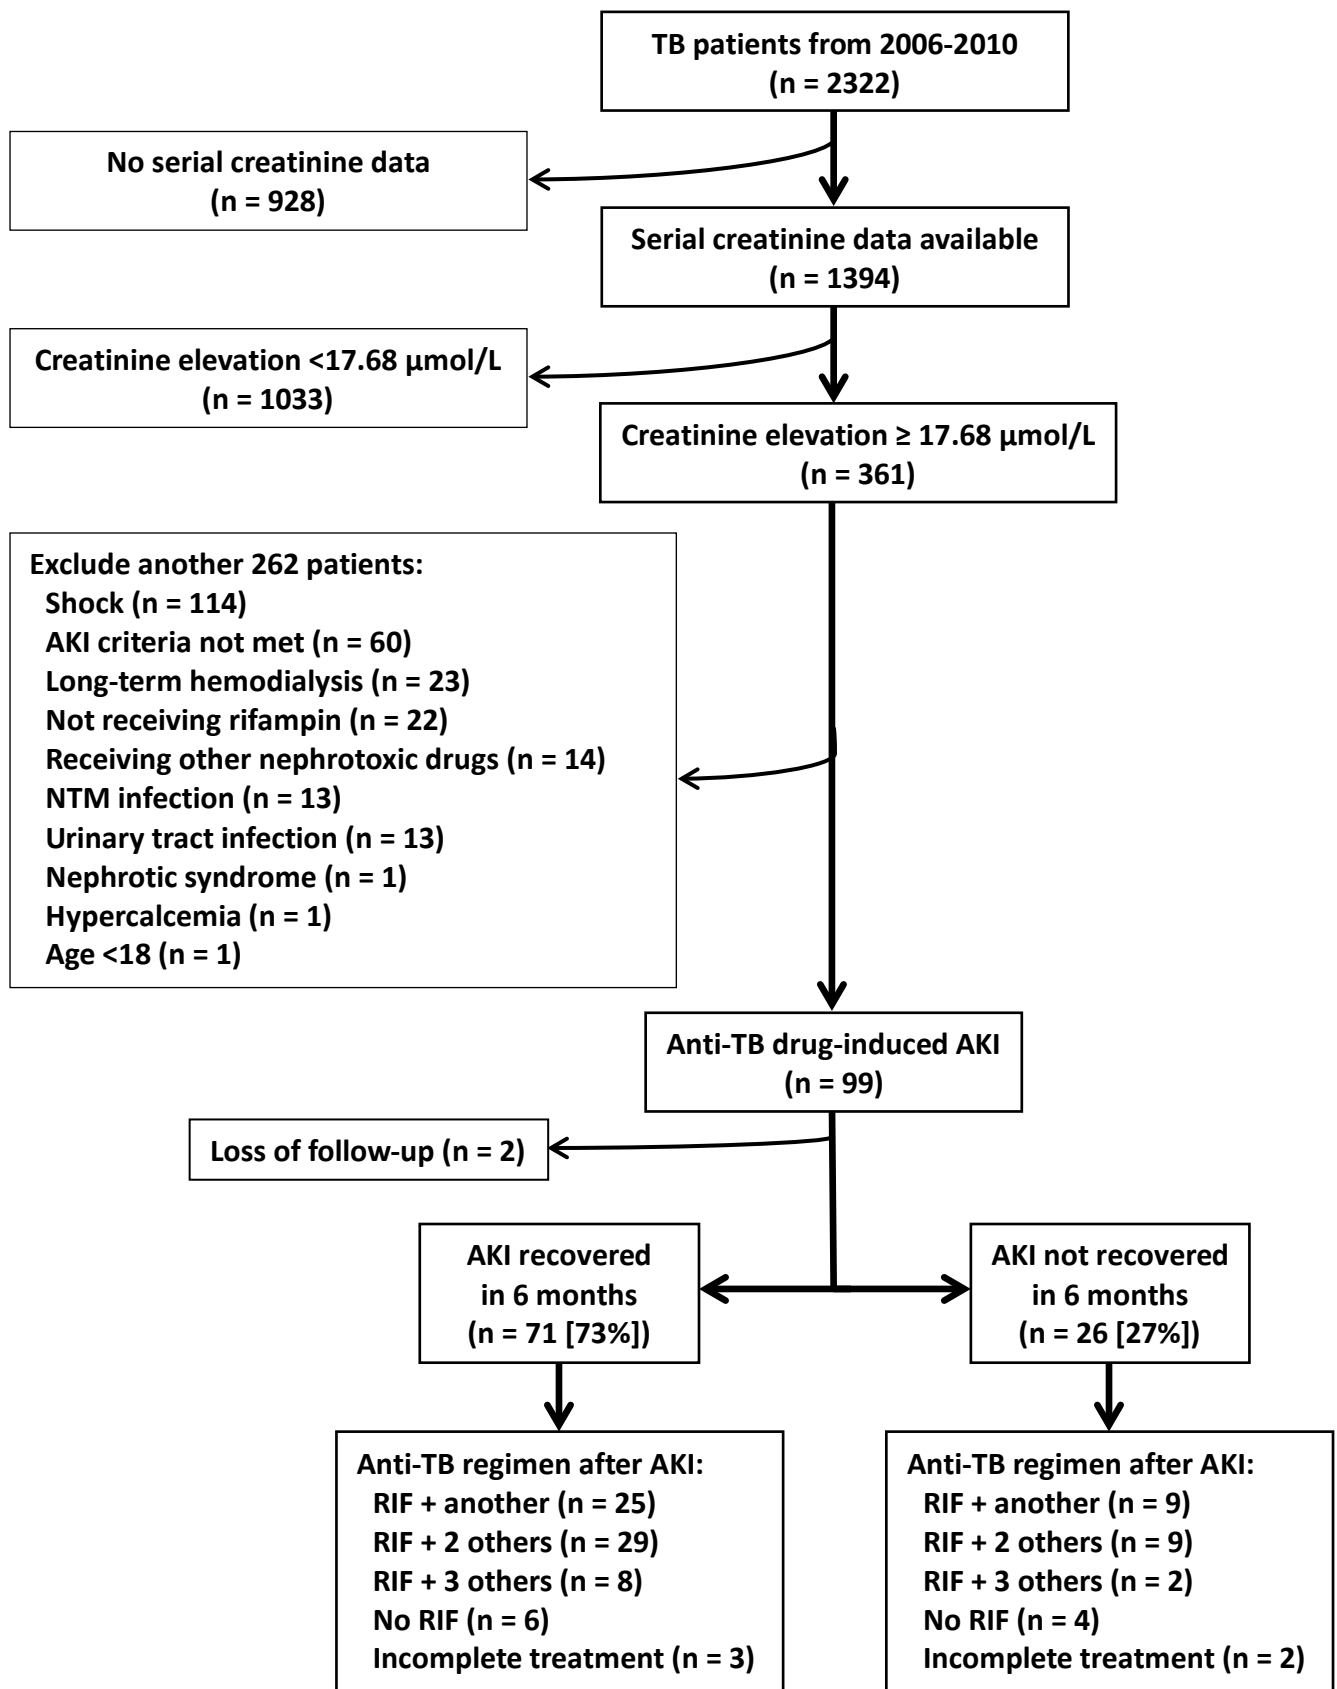 TB patients from 2006-2010
(n = 2322)
No serial creatinine data
(n = 928)
Serial creatinine data available
(n = 1394)
Creatinine elevation <17.68 μmol/L
(n = 1033)
Creatinine elevation ≥ 17.68 μmol/L
(n = 361)
Exclude another 262 patients:
Shock (n = 114)
AKI criteria not met (n = 60)
Long-term hemodialysis (n = 23)
Not receiving rifampin (n = 22)
Receiving other nephrotoxic drugs (n = 14)
NTM infection (n = 13)
Urinary tract infection (n = 13)
Nephrotic syndrome (n = 1)
Hypercalcemia (n = 1)
Age <18 (n = 1)
Anti-TB drug-induced AKI
(n = 99)
Loss of follow-up (n = 2)
AKI recovered
in 6 months
(n = 71 [73%])
AKI not recovered
in 6 months
(n = 26 [27%])
Anti-TB regimen after AKI:
RIF + another (n = 25)
RIF + 2 others (n = 29)
RIF + 3 others (n = 8)
No RIF (n = 6)
Incomplete treatment (n = 3)
Anti-TB regimen after AKI:
RIF + another (n = 9)
RIF + 2 others (n = 9)
RIF + 3 others (n = 2)
No RIF (n = 4)
Incomplete treatment (n = 2)